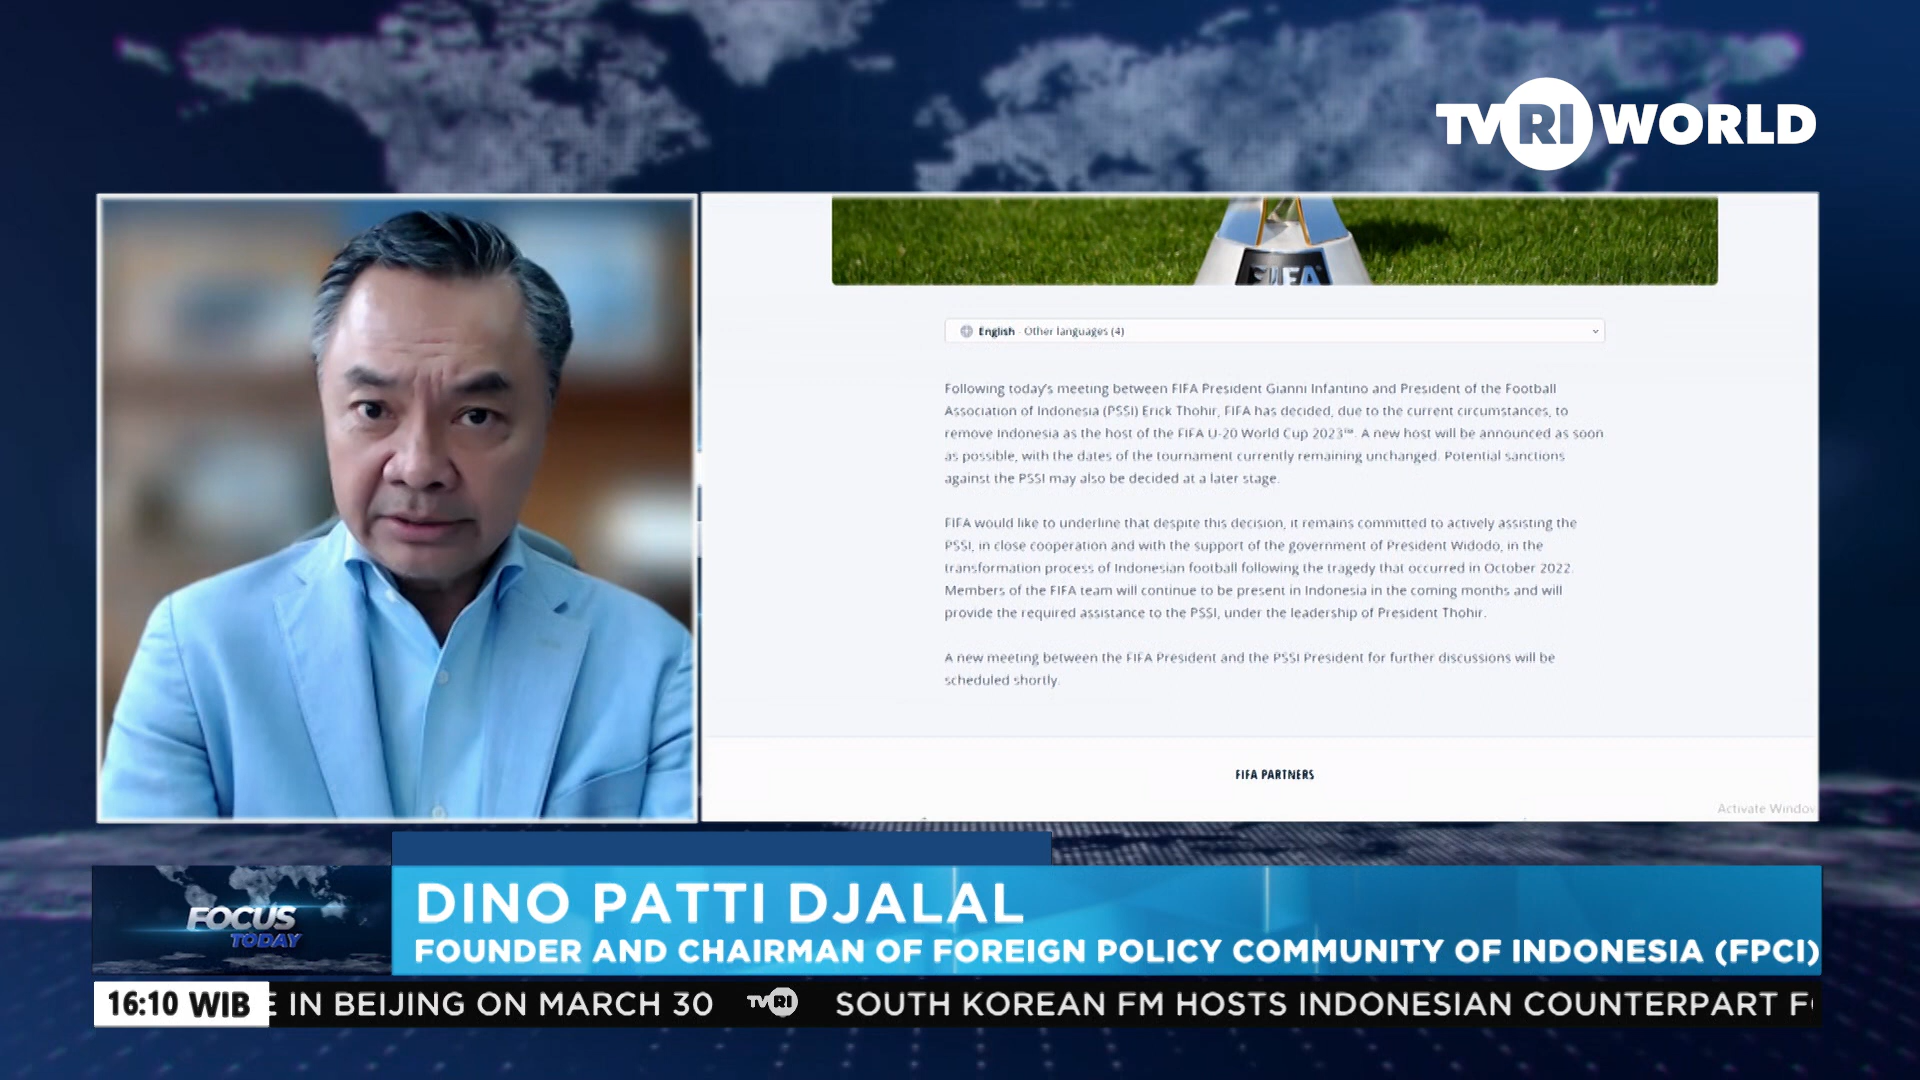 TVRI WORLD
FIFA
English · Other languages (4)
Following today's meeting between FIFA President Gianni Infantino and President of the Football
Association of Indonesia (PSSI) Erick Thohir, FIFA has decided, due to the current circumstances, to
remove Indonesia as the host of the FIFA U-20 World Cup 2023™. A new host will be announced as soon
as possible, with the dates of the tournament currently remaining unchanged. Potential sanctions
against the PSSI may also be decided at a later stage.
FIFA would like to underline that despite this decision, it remains committed to actively assisting the
PSSI, in close cooperation and with the support of the government of President Widodo, in the
transformation process of Indonesian football following the tragedy that occurred in October 2022.
Members of the FIFA team will continue to be present in Indonesia in the coming months and will
provide the required assistance to the PSSI, under the leadership of President Thohir.
A new meeting between the FIFA President and the PSSI President for further discussions will be
scheduled shortly.
FIFA PARTNERS
Activate Window
FOCUS
TODAY
DINO PATTI DJALAL
FOUNDER AND CHAIRMAN OF FOREIGN POLICY COMMUNITY OF INDONESIA (FPCI)
16:10 WIB E IN BEIJING ON MARCH 30 TVRI SOUTH KOREAN FM HOSTS INDONESIAN COUNTERPART F